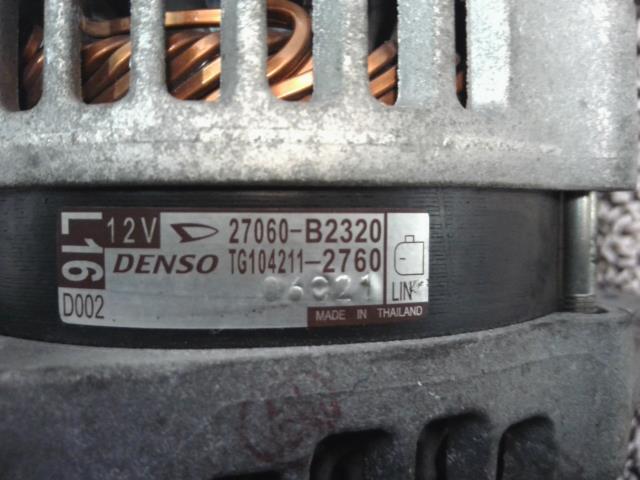 L16
12V 27060-B2320
DENSO TG104211-2760
D002 LIN
MADE IN THAILAND